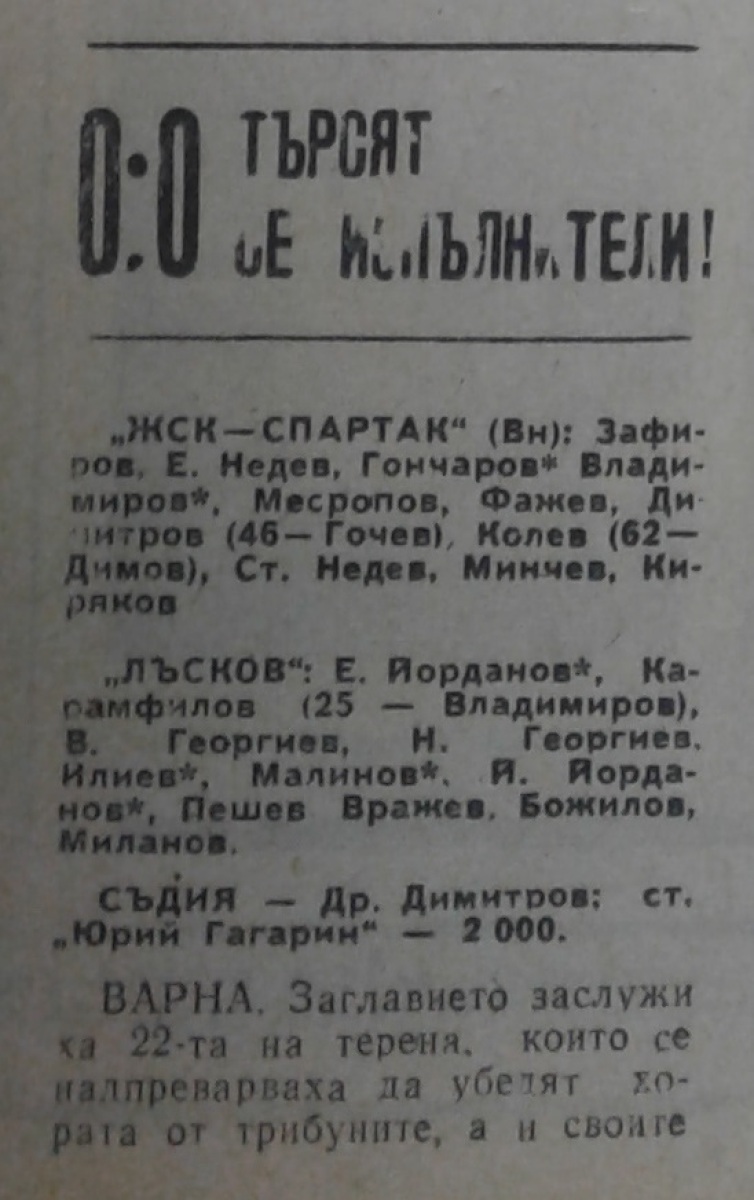 0:0 ТЪРСЯТ
СЕ ИЗПЪЛНИТЕЛИ!
„ЖСК—СПАРТАК“ (Вн): Зафи-
ров, Е. Недев, Гончаров* Влади-
миров*, Месропов, Фажев, Ди-
митров (46—Гочев), Колев (62—
Димов), Ст. Недев, Минчев, Ки-
ряков
„ЛЪСКОВ“: Е. Йорданов*, Ка-
рамфилов (25 — Владимиров),
В. Георгиев, Н. Георгиев,
Илиев*, Малинов*, Й. Йорда-
нов*, Пешев Вражев, Божилов,
Миланов.
СЪДИЯ — Др. Димитров; ст.
„Юрий Гагарин“ — 2 000.
ВАРНА. Заглавието заслужи
ха 22-та на терена, които се
надпреварваха да убедят хо-
рата от трибуните, а и своите